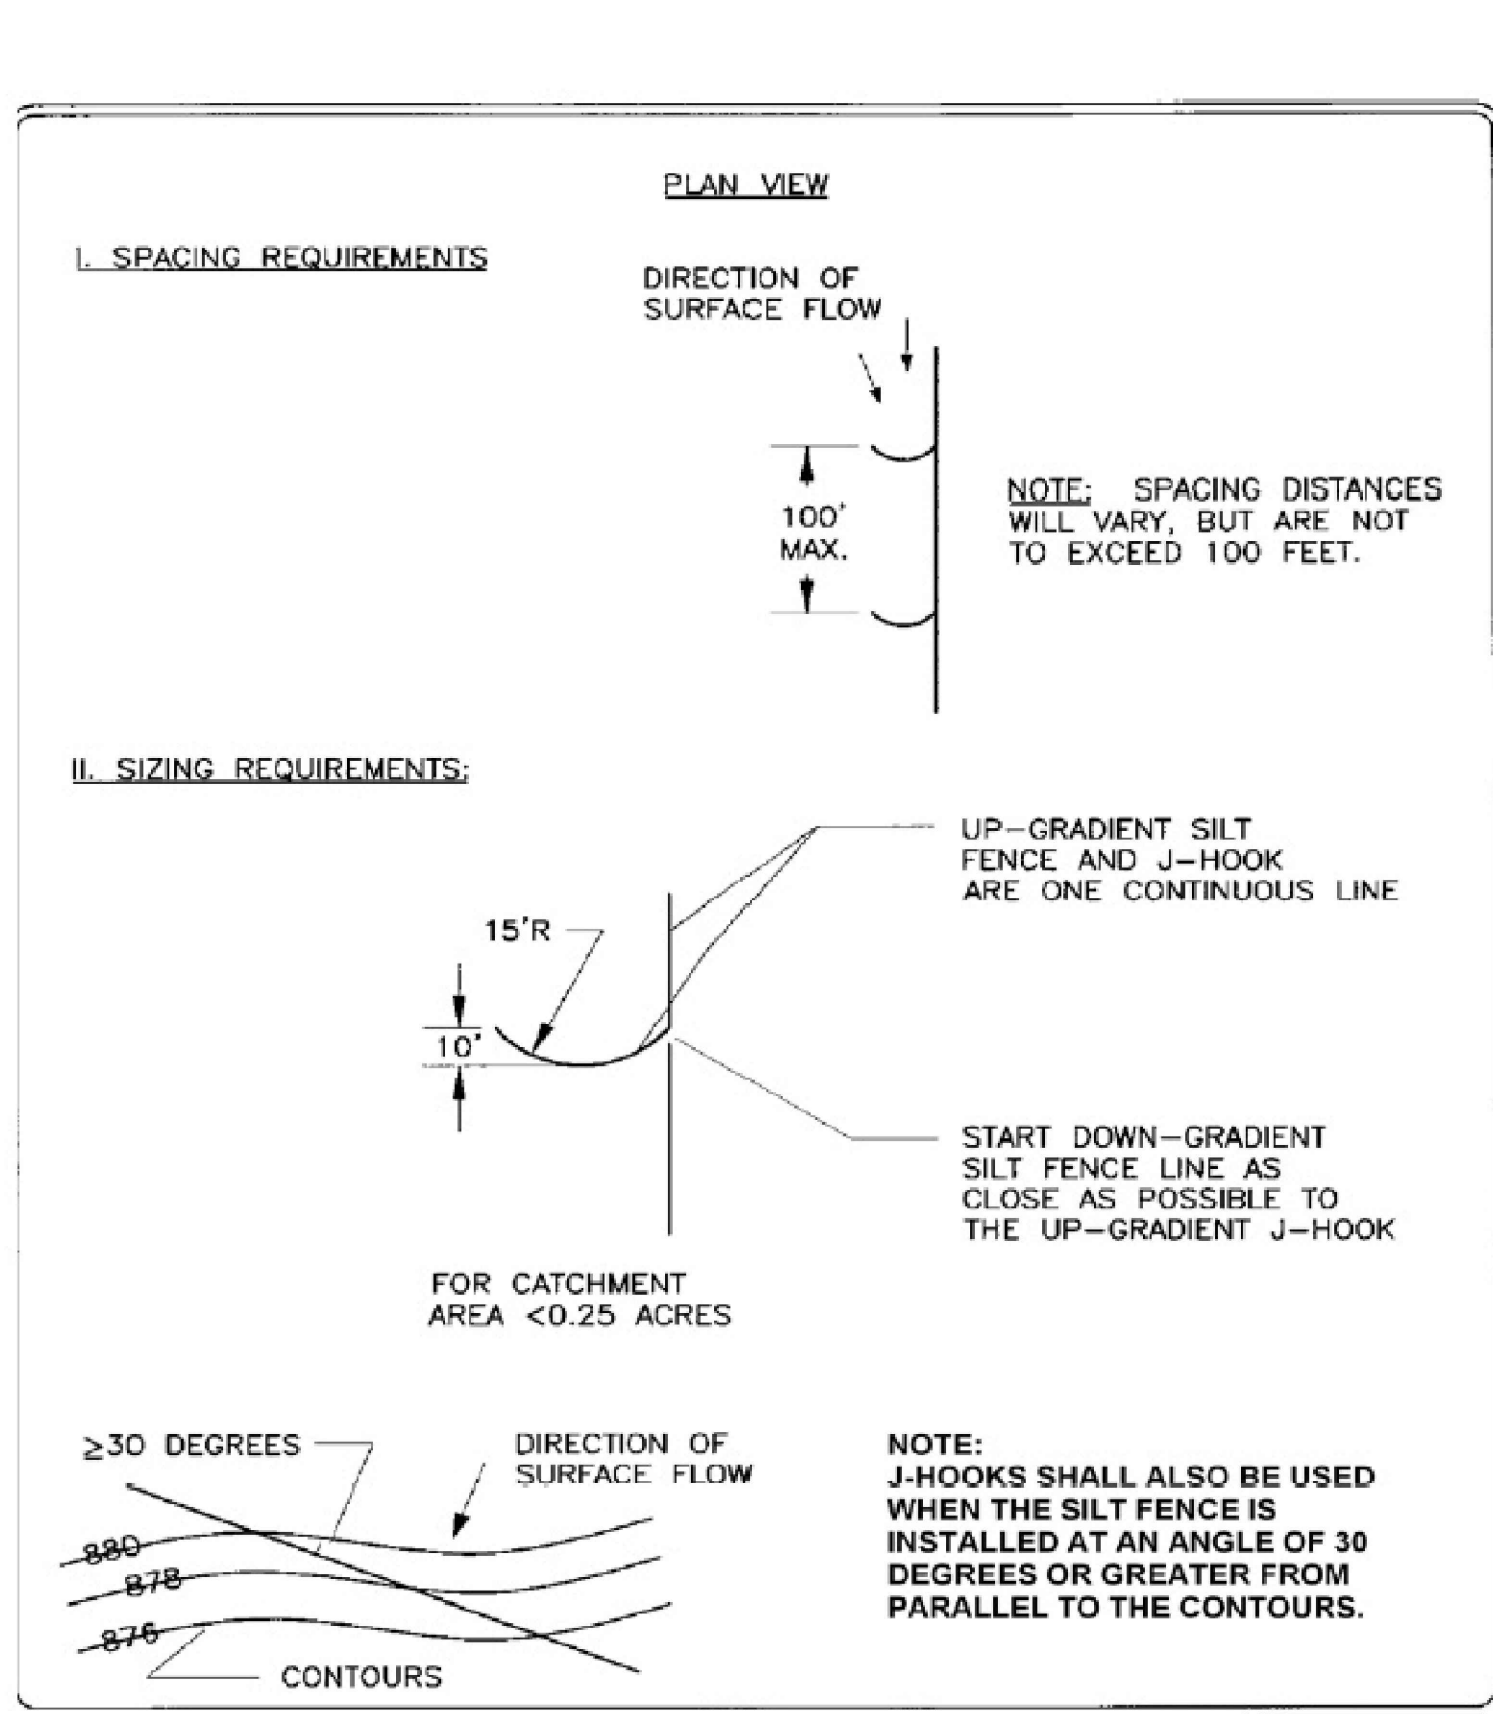 PLAN VIEW
I. SPACING REQUIREMENTS
DIRECTION OF
SURFACE FLOW
100'
MAX.
NOTE: SPACING DISTANCES
WILL VARY, BUT ARE NOT
TO EXCEED 100 FEET.
II. SIZING REQUIREMENTS:
UP-GRADIENT SILT
FENCE AND J-HOOK
ARE ONE CONTINUOUS LINE
15'R
10'
START DOWN-GRADIENT
SILT FENCE LINE AS
CLOSE AS POSSIBLE TO
THE UP-GRADIENT J-HOOK
FOR CATCHMENT
AREA <0.25 ACRES
≥30 DEGREES
DIRECTION OF
SURFACE FLOW
880
878
876
CONTOURS
NOTE:
J-HOOKS SHALL ALSO BE USED
WHEN THE SILT FENCE IS
INSTALLED AT AN ANGLE OF 30
DEGREES OR GREATER FROM
PARALLEL TO THE CONTOURS.